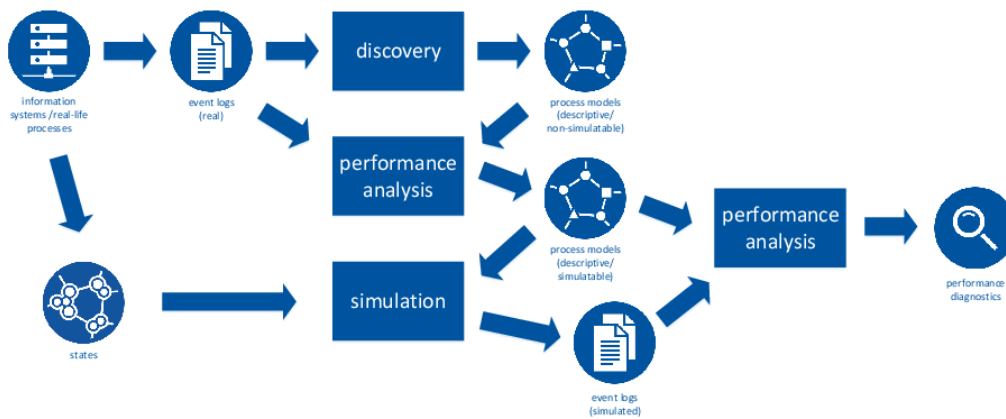 information
systems /real-life
processes
event logs
(real)
discovery
process models
(descriptive/
non-simulatable)
performance
analysis
process models
(descriptive/
simulatable)
performance
analysis
performance
diagnostics
states
simulation
event logs
(simulated)